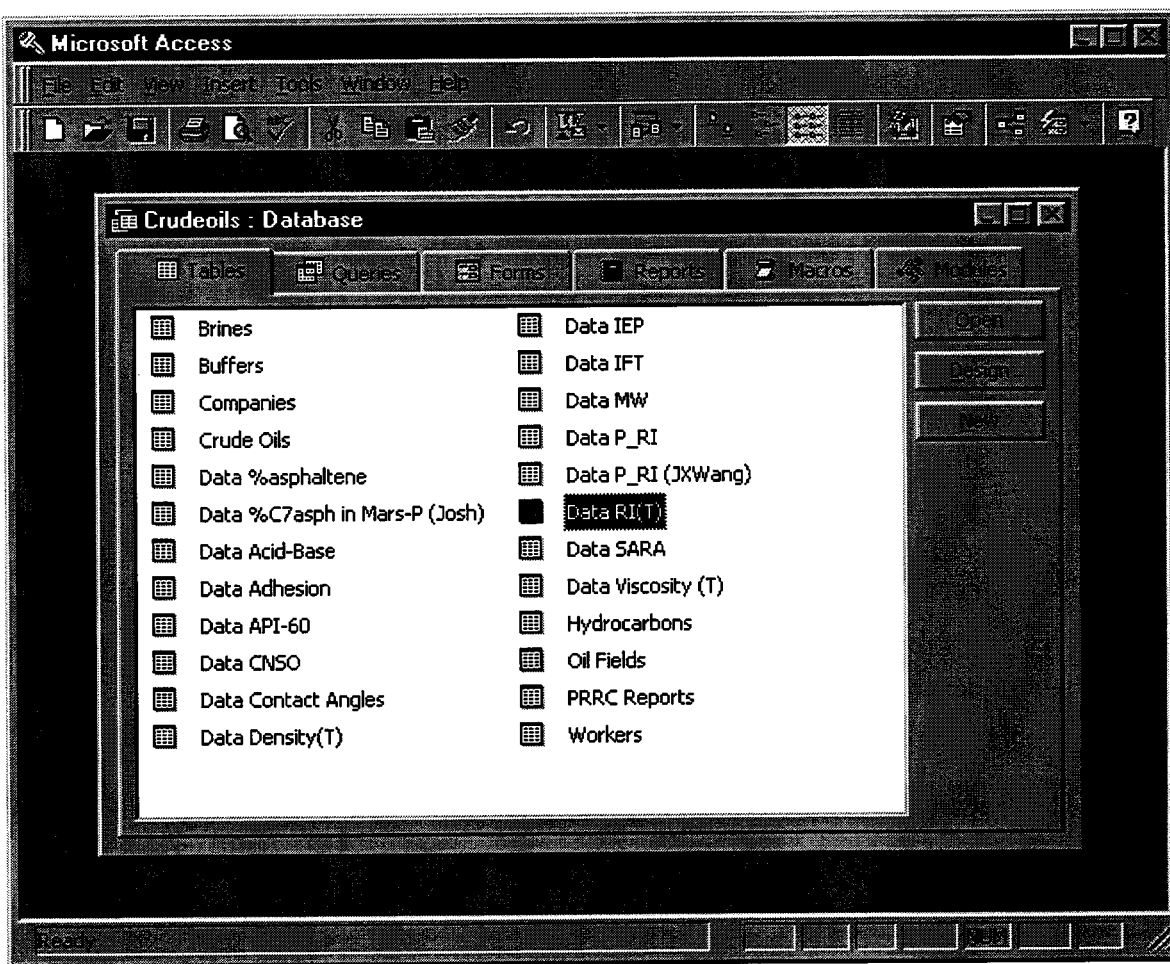 Microsoft Access
File Edit View Insert Tools Window Help
Crudeoils : Database
Tables Queries Forms Reports Macros Modules
Brines
Buffers
Companies
Crude Oils
Data %asphaltene
Data %C7asph in Mars-P (Josh)
Data Acid-Base
Data Adhesion
Data API-60
Data CNSO
Data Contact Angles
Data Density(T)
Data IEP
Data IFT
Data MW
Data P_RI
Data P_RI (JXWang)
Data RI(T)
Data SARA
Data Viscosity (T)
Hydrocarbons
Oil Fields
PRRC Reports
Workers
Open
Design
New
Ready
NUM